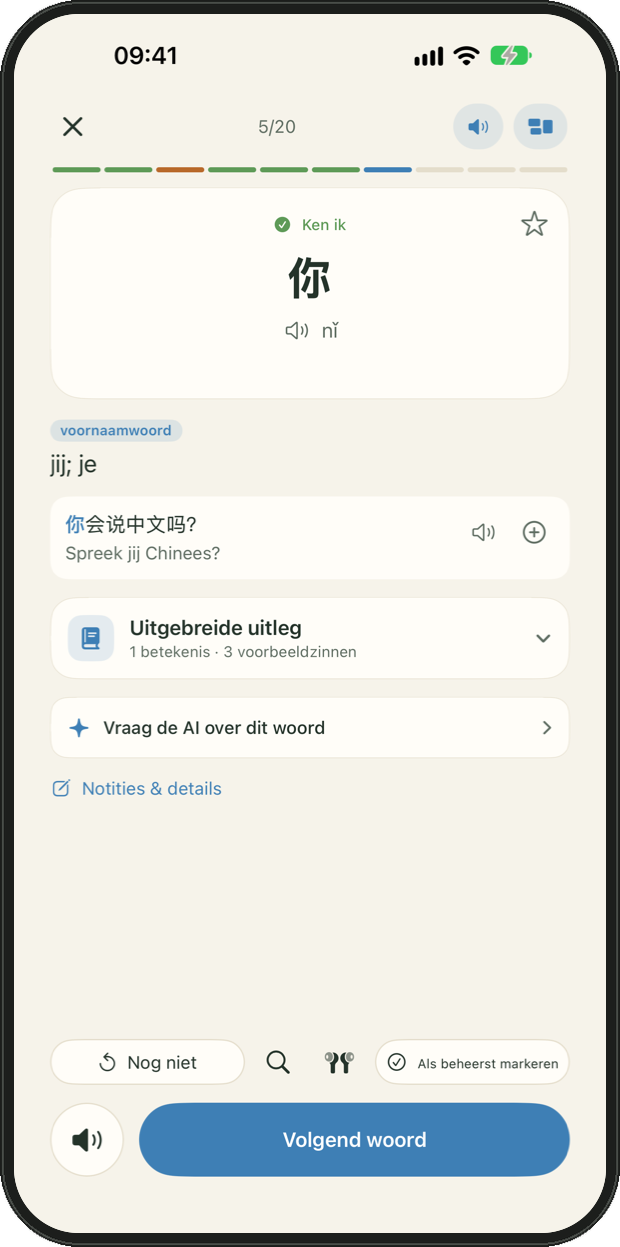 09:41
5/20
Ken ik
你
nǐ
voornaamwoord
jij; je
你会说中文吗?
Spreek jij Chinees?
Uitgebreide uitleg
1 betekenis · 3 voorbeeldzinnen
Vraag de AI over dit woord
Notities & details
Nog niet
Als beheerst markeren
Volgend woord